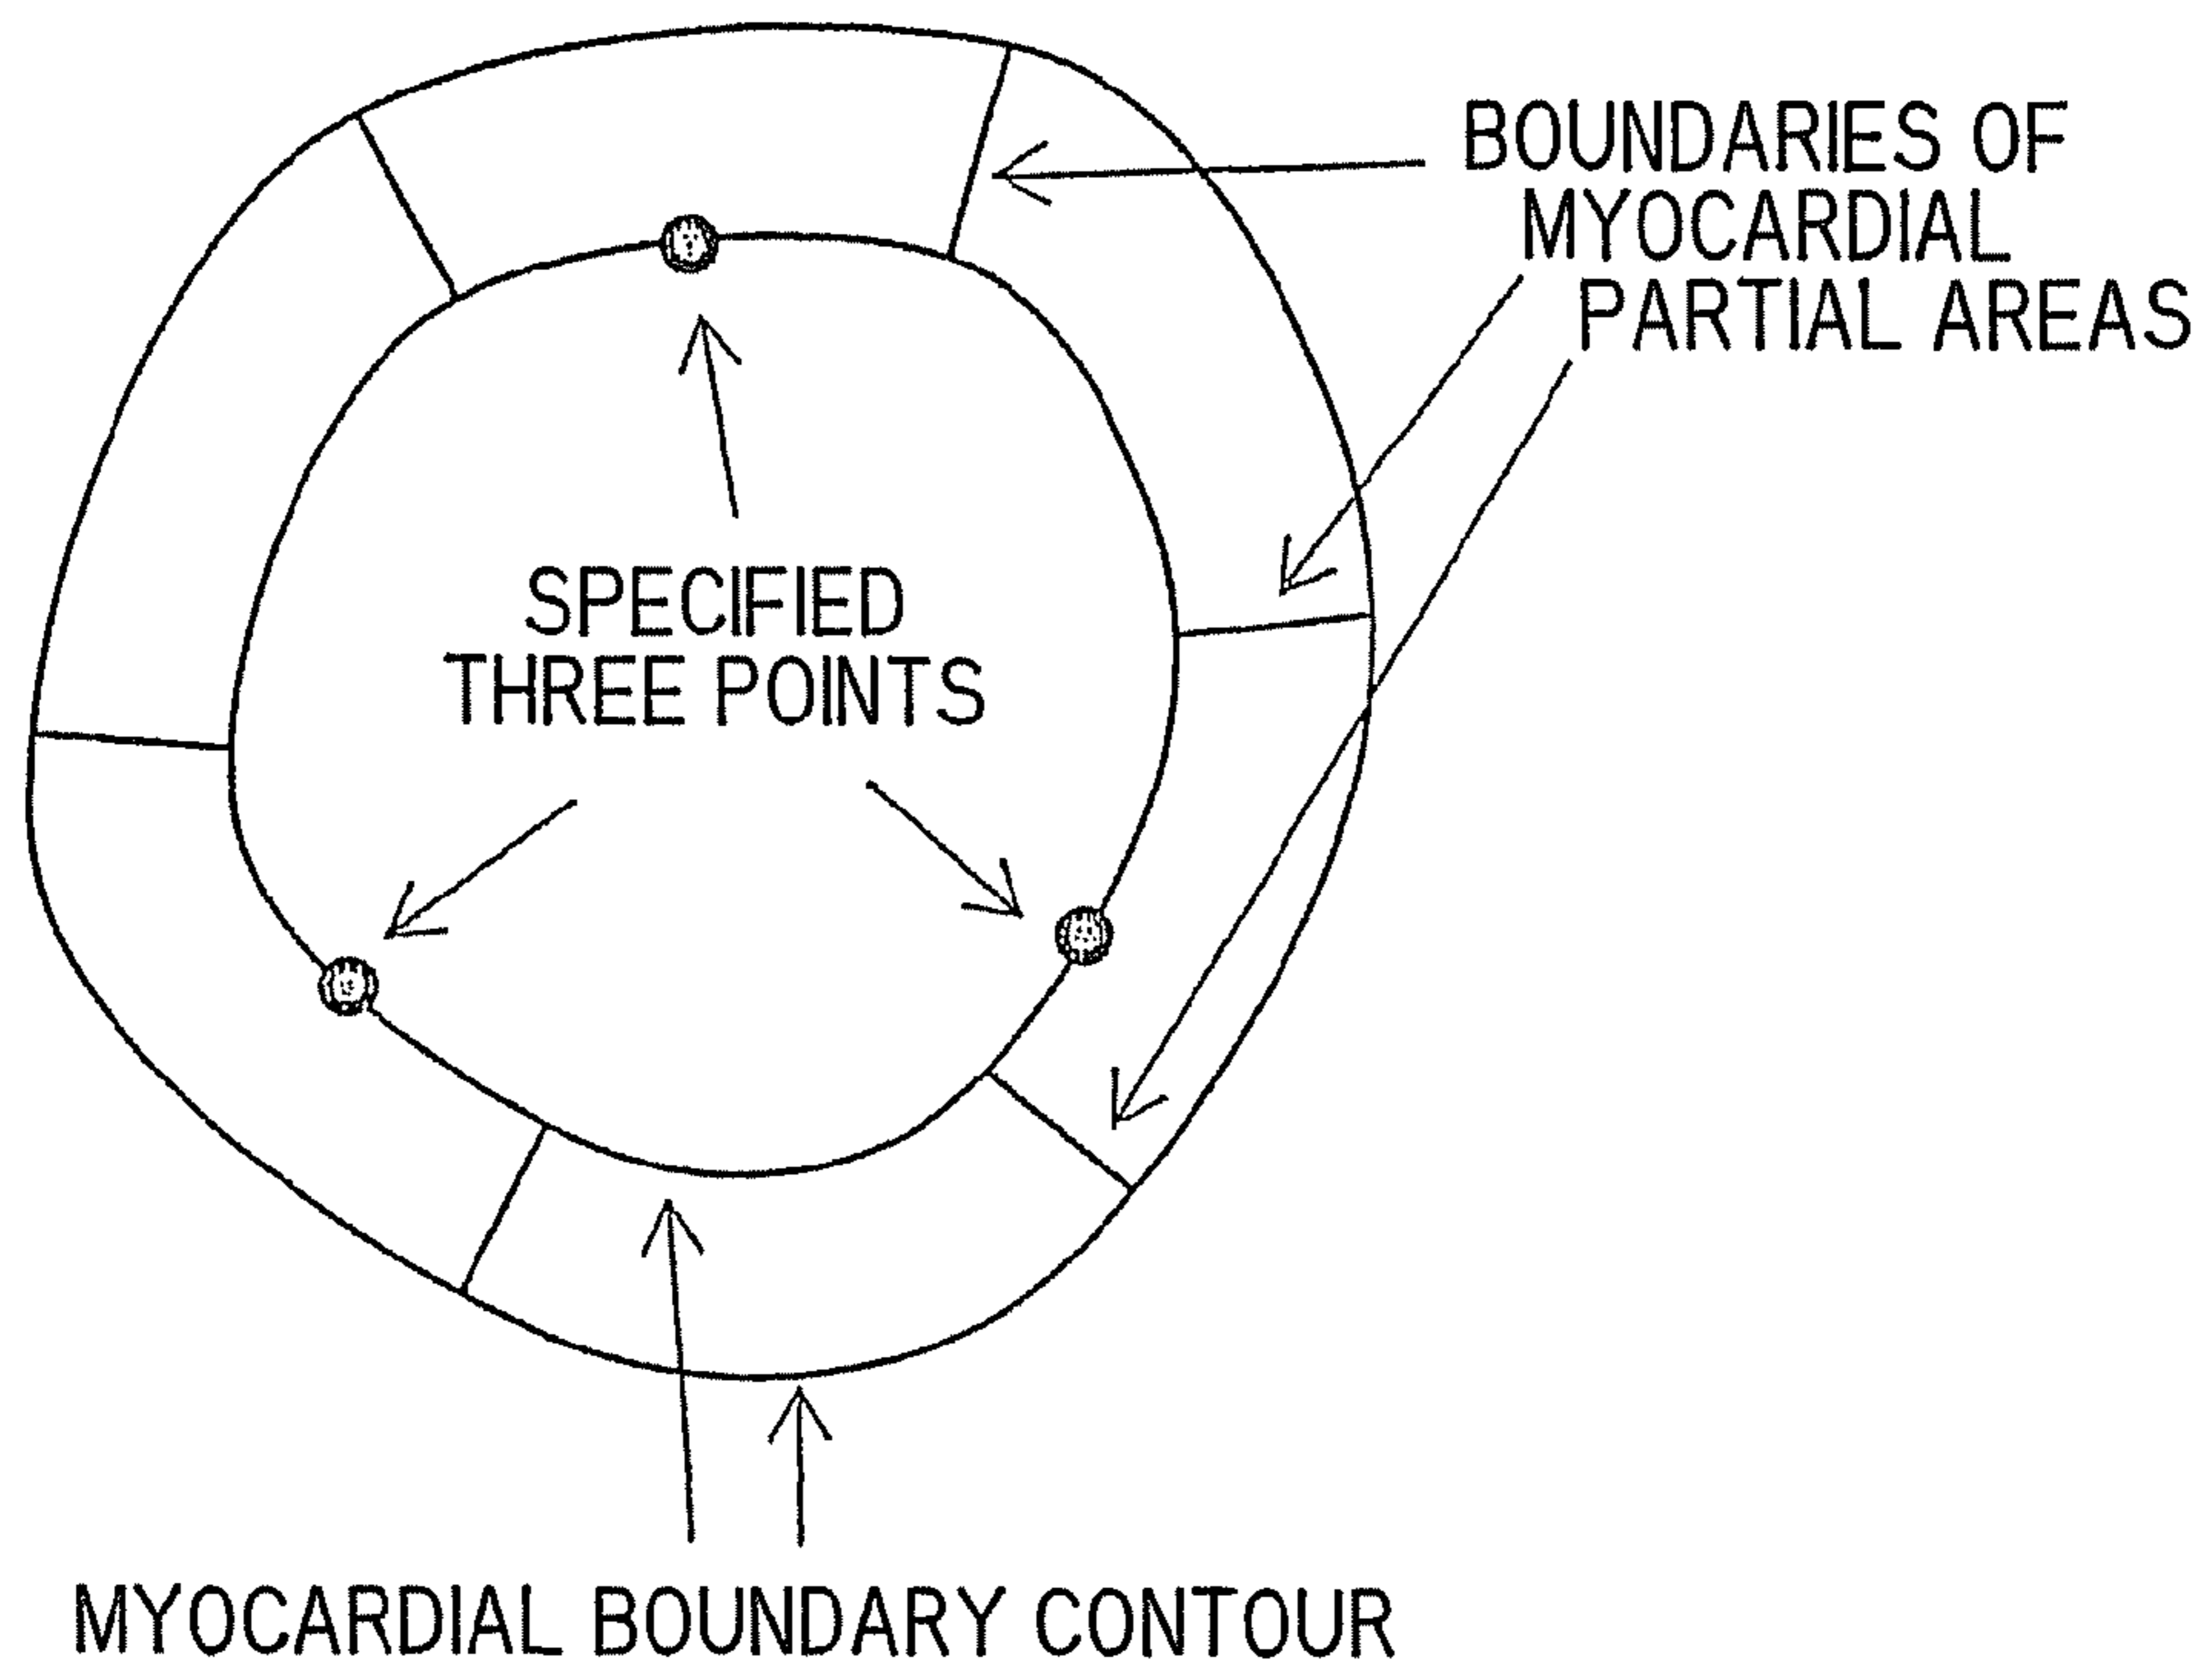 BOUNDARIES OF
MYOCARDIAL
PARTIAL AREAS
SPECIFIED
THREE POINTS
MYOCARDIAL BOUNDARY CONTOUR